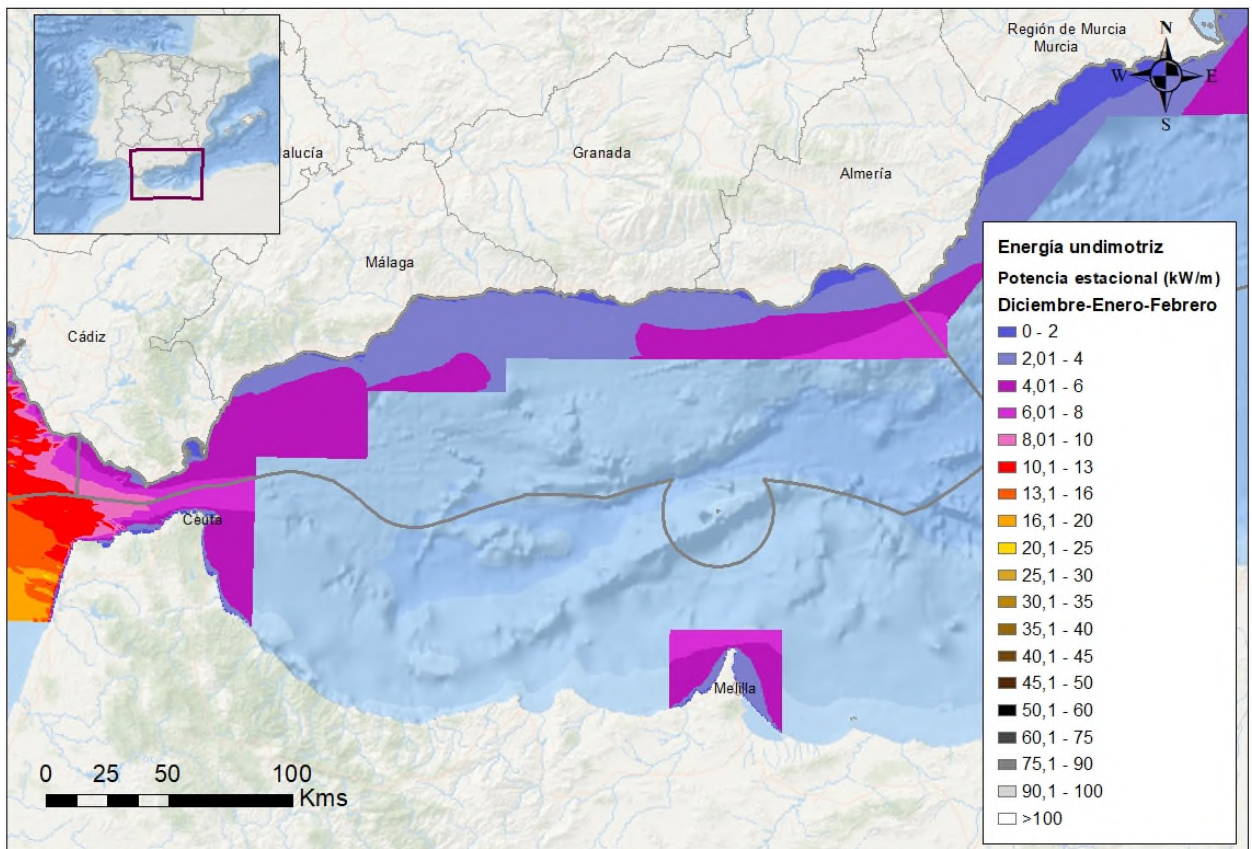 Región de Murcia
Murcia
N
W
E
S
alucía
Granada
Almería
Málaga
Cádiz
Ceuta
Melilla
Energía undimotriz
Potencia estacional (kW/m)
Diciembre-Enero-Febrero
0 - 2
2,01 - 4
4,01 - 6
6,01 - 8
8,01 - 10
10,1 - 13
13,1 - 16
16,1 - 20
20,1 - 25
25,1 - 30
30,1 - 35
35,1 - 40
40,1 - 45
45,1 - 50
50,1 - 60
60,1 - 75
75,1 - 90
90,1 - 100
>100
0 25 50 100
Kms